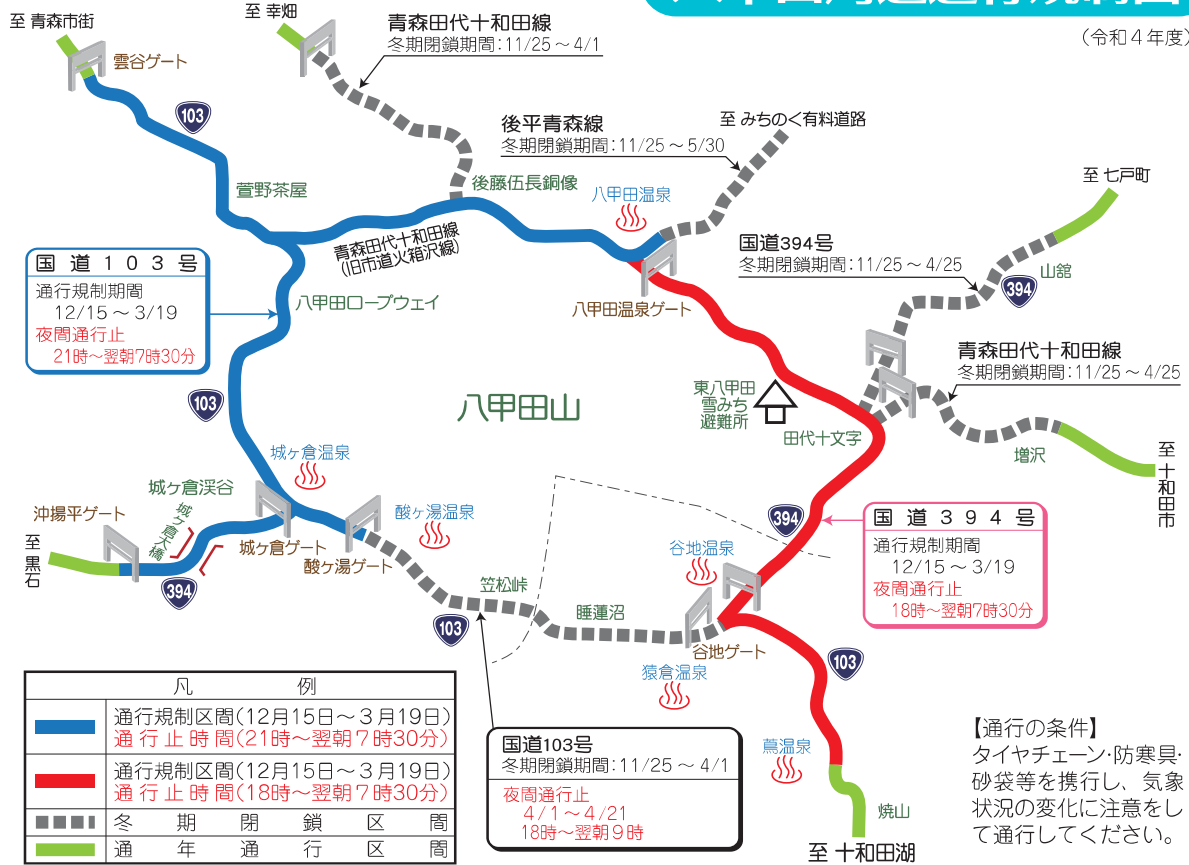 (令和4年度)
至 青森市街
至 幸畑
青森田代十和田線
冬期閉鎖期間:11/25～4/1
雲谷ゲート
103
後平青森線
冬期閉鎖期間:11/25～5/30
至 みちのく有料道路
至 七戸町
萱野茶屋
後藤伍長銅像
八甲田温泉
青森田代十和田線
(旧市道火箱沢線)
国道394号
冬期閉鎖期間:11/25～4/25
394
山舘
国道103号
通行規制期間
12/15～3/19
夜間通行止
21時～翌朝7時30分
八甲田ロープウェイ
八甲田温泉ゲート
青森田代十和田線
冬期閉鎖期間:11/25～4/25
103
八甲田山
東八甲田
雪みち
避難所
田代十文字
増沢
至 十和田市
城ヶ倉温泉
城ヶ倉渓谷
城ヶ倉大橋
沖揚平ゲート
至 黒石
394
城ヶ倉ゲート
酸ヶ湯温泉
酸ヶ湯ゲート
394
国道394号
通行規制期間
12/15～3/19
夜間通行止
18時～翌朝7時30分
谷地温泉
笠松峠
103
睡蓮沼
谷地ゲート
猿倉温泉
103
蔦温泉
焼山
至 十和田湖
国道103号
冬期閉鎖期間:11/25～4/1
夜間通行止
4/1～4/21
18時～翌朝9時
凡例
通行規制区間(12月15日～3月19日)
通行止時間(21時～翌朝7時30分)
通行規制区間(12月15日～3月19日)
通行止時間(18時～翌朝7時30分)
冬期閉鎖区間
通年通行区間
【通行の条件】
タイヤチェーン･防寒具･
砂袋等を携行し、気象
状況の変化に注意をし
て通行してください。